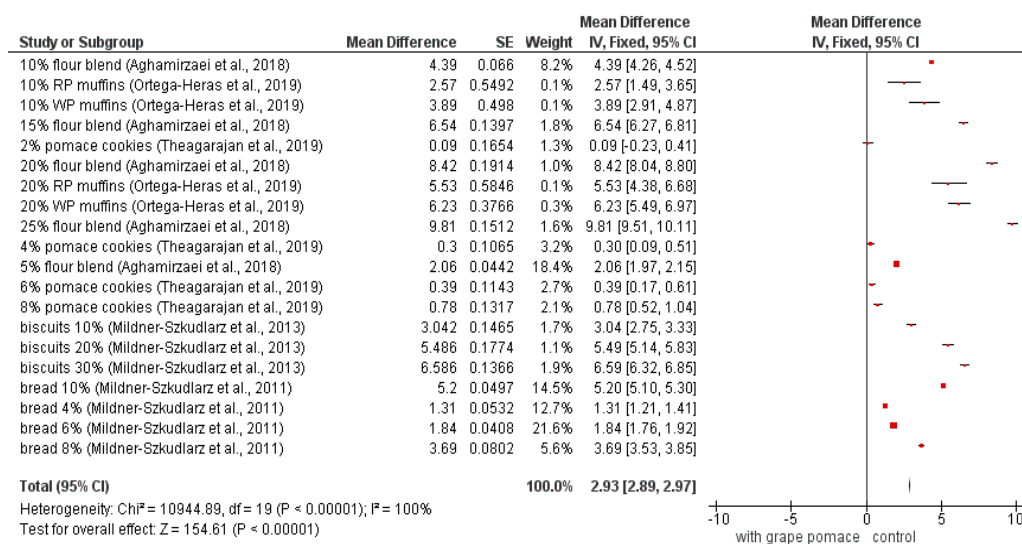 Mean Difference Mean Difference
Study or Subgroup Mean Difference SE Weight IV, Fixed, 95% CI IV, Fixed, 95% CI
10% flour blend (Aghamirzaei et al., 2018) 4.39 0.066 8.2% 4.39 [4.26, 4.52]
10% RP muffins (Ortega-Heras et al., 2019) 2.57 0.5492 0.1% 2.57 [1.49, 3.65]
10% WP muffins (Ortega-Heras et al., 2019) 3.89 0.498 0.1% 3.89 [2.91, 4.87]
15% flour blend (Aghamirzaei et al., 2018) 6.54 0.1397 1.8% 6.54 [6.27, 6.81]
2% pomace cookies (Theagarajan et al., 2019) 0.09 0.1654 1.3% 0.09 [-0.23, 0.41]
20% flour blend (Aghamirzaei et al., 2018) 8.42 0.1914 1.0% 8.42 [8.04, 8.80]
20% RP muffins (Ortega-Heras et al., 2019) 5.53 0.5846 0.1% 5.53 [4.38, 6.68]
20% WP muffins (Ortega-Heras et al., 2019) 6.23 0.3766 0.3% 6.23 [5.49, 6.97]
25% flour blend (Aghamirzaei et al., 2018) 9.81 0.1512 1.6% 9.81 [9.51, 10.11]
4% pomace cookies (Theagarajan et al., 2019) 0.3 0.1065 3.2% 0.30 [0.09, 0.51]
5% flour blend (Aghamirzaei et al., 2018) 2.06 0.0442 18.4% 2.06 [1.97, 2.15]
6% pomace cookies (Theagarajan et al., 2019) 0.39 0.1143 2.7% 0.39 [0.17, 0.61]
8% pomace cookies (Theagarajan et al., 2019) 0.78 0.1317 2.1% 0.78 [0.52, 1.04]
biscuits 10% (Mildner-Szkudlarz et al., 2013) 3.042 0.1465 1.7% 3.04 [2.75, 3.33]
biscuits 20% (Mildner-Szkudlarz et al., 2013) 5.486 0.1774 1.1% 5.49 [5.14, 5.83]
biscuits 30% (Mildner-Szkudlarz et al., 2013) 6.586 0.1366 1.9% 6.59 [6.32, 6.85]
bread 10% (Mildner-Szkudlarz et al., 2011) 5.2 0.0497 14.5% 5.20 [5.10, 5.30]
bread 4% (Mildner-Szkudlarz et al., 2011) 1.31 0.0532 12.7% 1.31 [1.21, 1.41]
bread 6% (Mildner-Szkudlarz et al., 2011) 1.84 0.0408 21.6% 1.84 [1.76, 1.92]
bread 8% (Mildner-Szkudlarz et al., 2011) 3.69 0.0802 5.6% 3.69 [3.53, 3.85]
Total (95% CI) 100.0% 2.93 [2.89, 2.97]
Heterogeneity: Chi² = 10944.89, df = 19 (P < 0.00001); I² = 100%
Test for overall effect: Z = 154.61 (P < 0.00001)
-10 -5 0 5 10
with grape pomace control